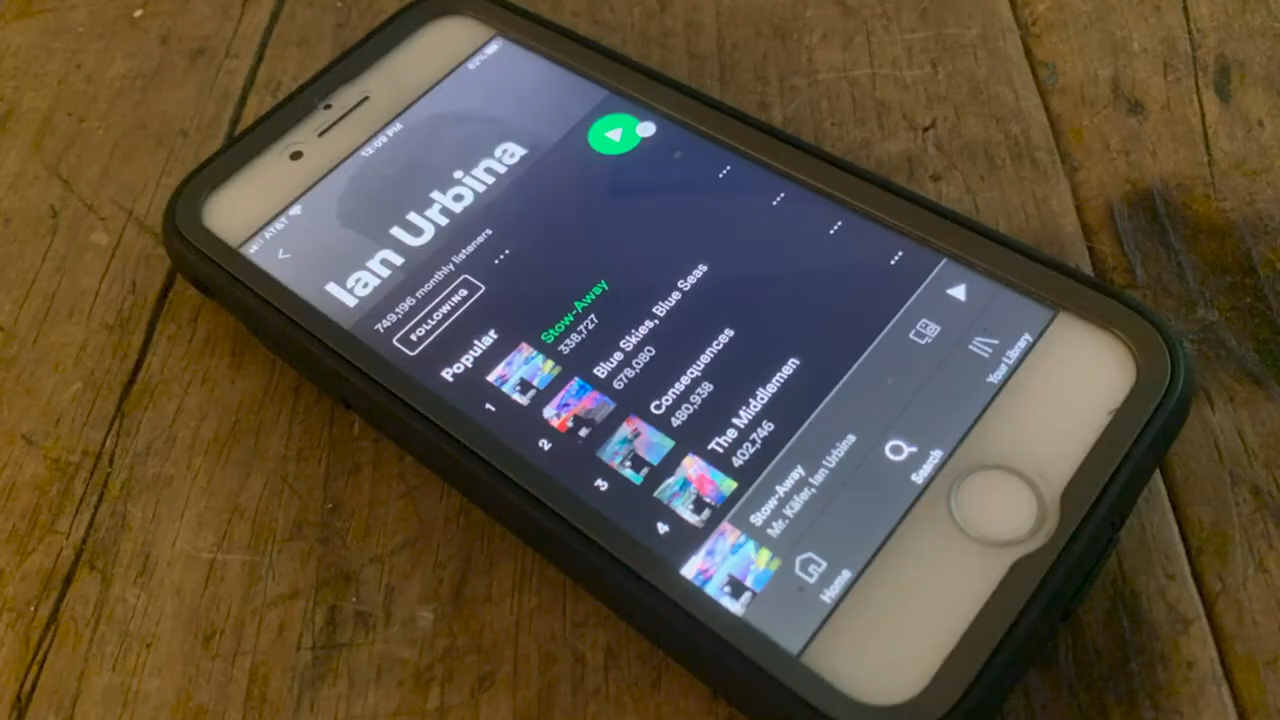 AT&T 12:09 PM 82%
Ian Urbina
749,196 monthly listeners
FOLLOWING
Popular
1
Stow-Away
338,727
2
Blue Skies, Blue Seas
678,080
3
Consequences
480,938
4
The Middlemen
402,746
Stow-Away
Mr. Käfer, Ian Urbina
Home
Search
Your Library